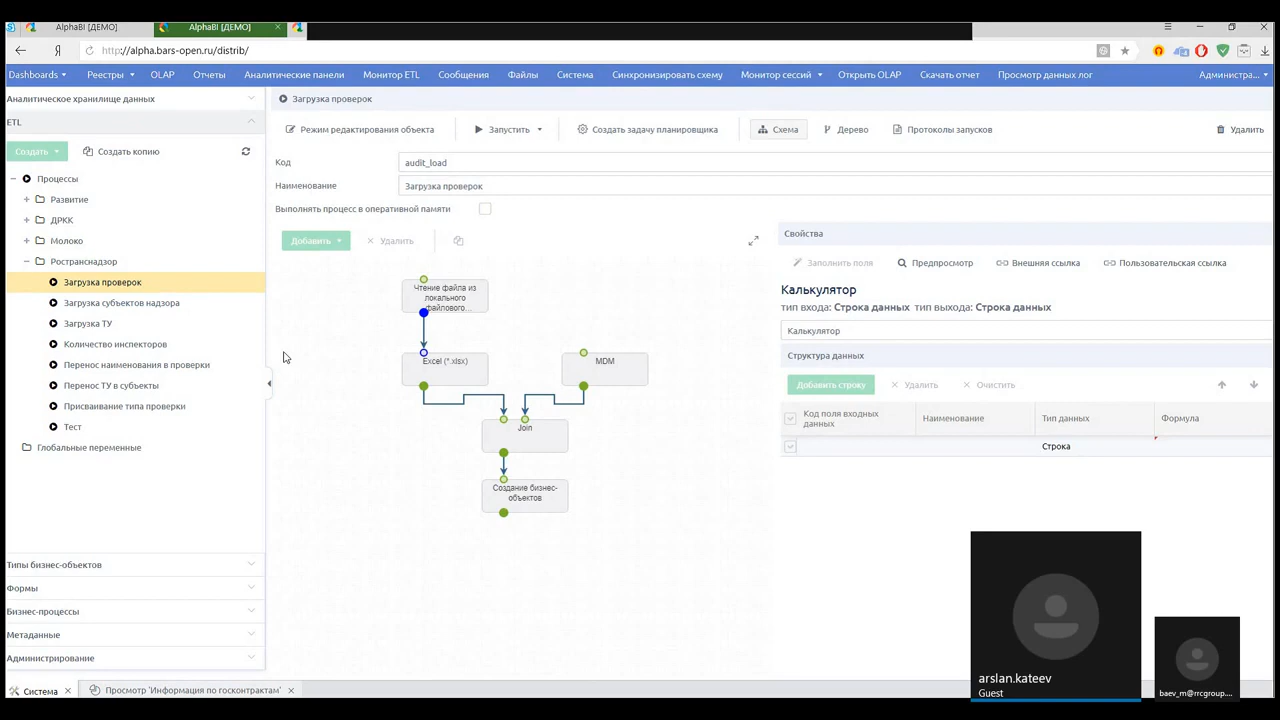 AlphaBI [ДЕМО]
AlphaBI [ДЕМО]
http://alpha.bars-open.ru/distrib/
Dashboards
Реестры
OLAP
Отчеты
Аналитические панели
Монитор ETL
Сообщения
Файлы
Система
Синхронизировать схему
Монитор сессий
Открыть OLAP
Скачать отчет
Просмотр данных лог
Администра...
Аналитическое хранилище данных
ETL
Создать
Создать копию
Процессы
Развитие
ДРКК
Молоко
Ространснадзор
Загрузка проверок
Загрузка субъектов надзора
Загрузка ТУ
Количество инспекторов
Перенос наименования в проверки
Перенос ТУ в субъекты
Присваивание типа проверки
Тест
Глобальные переменные
Типы бизнес-объектов
Формы
Бизнес-процессы
Метаданные
Администрирование
Загрузка проверок
Режим редактирования объекта
Запустить
Создать задачу планировщика
Схема
Дерево
Протоколы запусков
Удалить
Код
audit_load
Наименование
Загрузка проверок
Выполнять процесс в оперативной памяти
Добавить
Удалить
Чтение файла из
локального
файлового...
Excel (*.xlsx)
MDM
Join
Создание бизнес-
объектов
Свойства
Заполнить поля
Предпросмотр
Внешняя ссылка
Пользовательская ссылка
Калькулятор
тип входа: Строка данных тип выхода: Строка данных
Калькулятор
Структура данных
Добавить строку
Удалить
Очистить
Код поля входных
данных
Наименование
Тип данных
Формула
Строка
arslan.kateev
Guest
baev_m@rrcgroup....
Система
Просмотр 'Информация по госконтрактам'